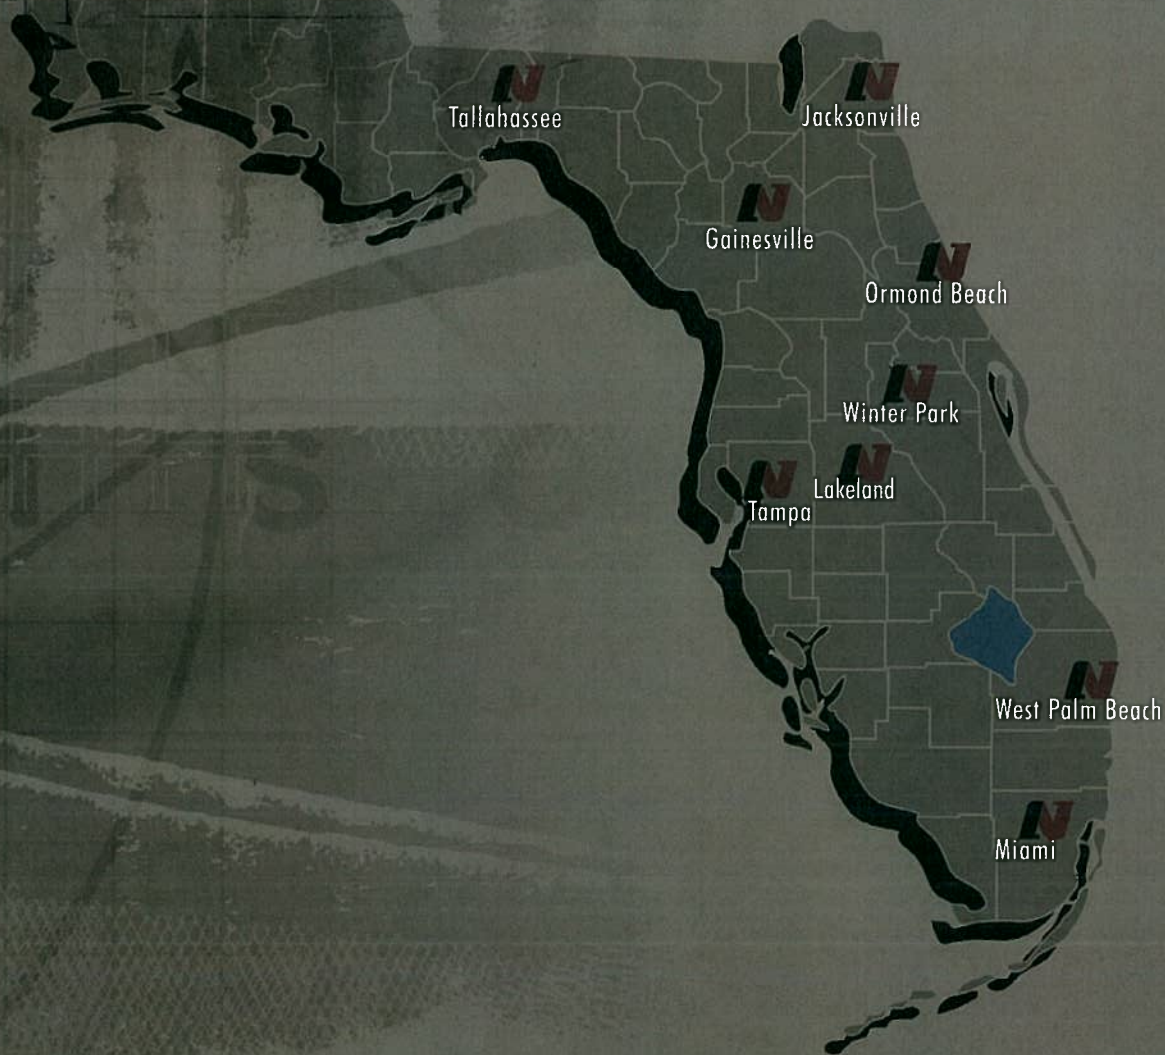 Tallahassee
Jacksonville
Gainesville
Ormond Beach
Winter Park
Lakeland
Tampa
West Palm Beach
Miami